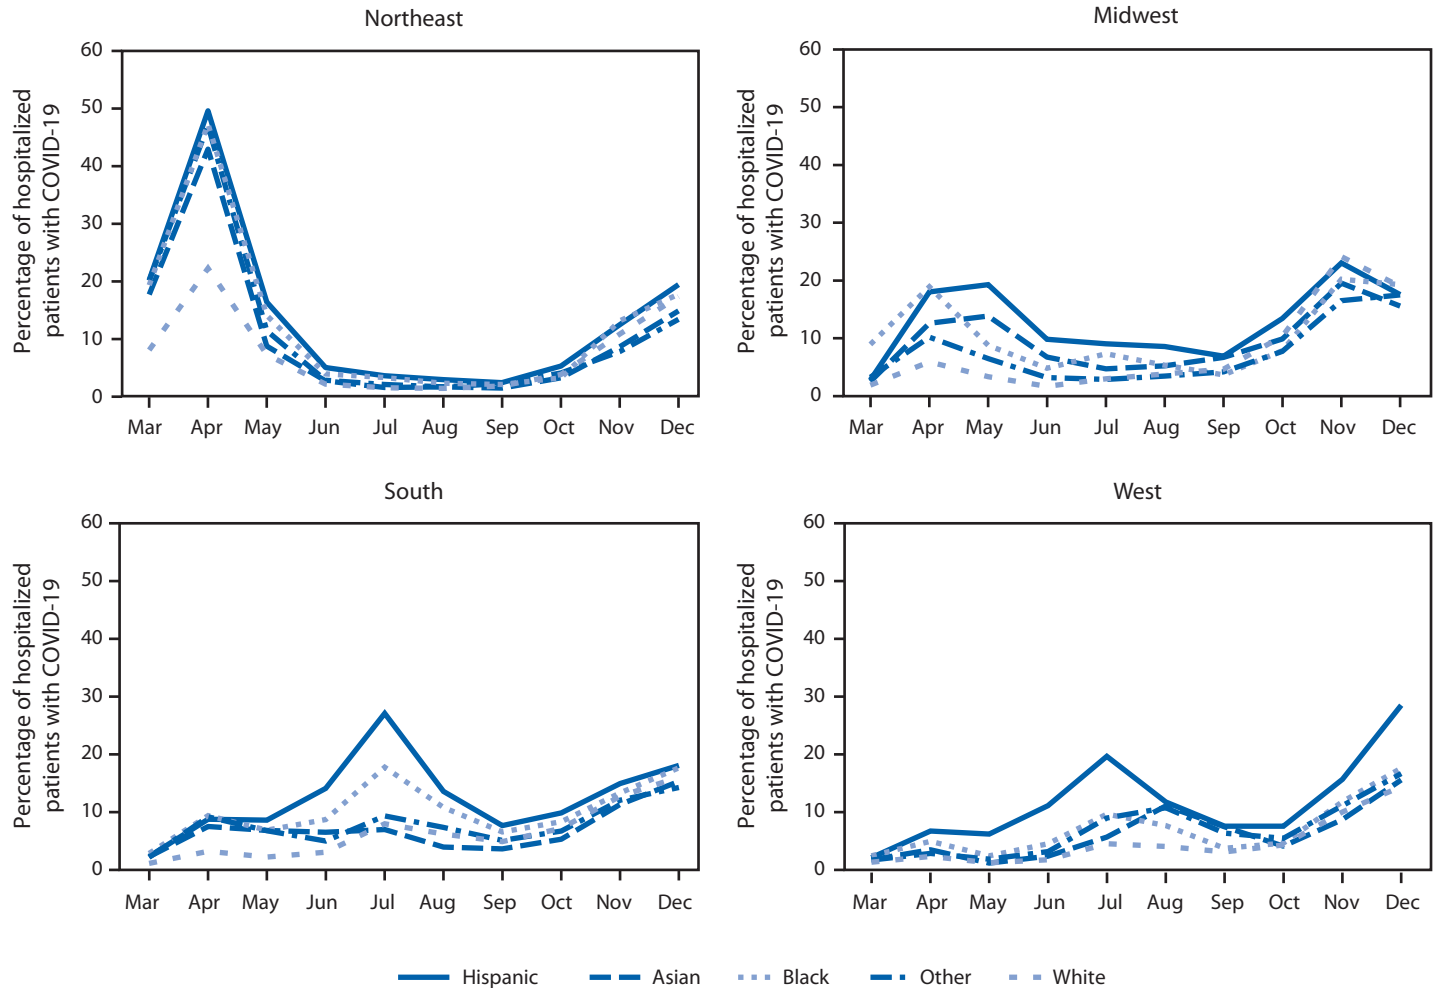 Northeast
Percentage of hospitalized
patients with COVID-19
60
50
40
30
20
10
0
Mar Apr May Jun Jul Aug Sep Oct Nov Dec
Midwest
Percentage of hospitalized
patients with COVID-19
60
50
40
30
20
10
0
Mar Apr May Jun Jul Aug Sep Oct Nov Dec
South
Percentage of hospitalized
patients with COVID-19
60
50
40
30
20
10
0
Mar Apr May Jun Jul Aug Sep Oct Nov Dec
West
Percentage of hospitalized
patients with COVID-19
60
50
40
30
20
10
0
Mar Apr May Jun Jul Aug Sep Oct Nov Dec
Hispanic Asian Black Other White